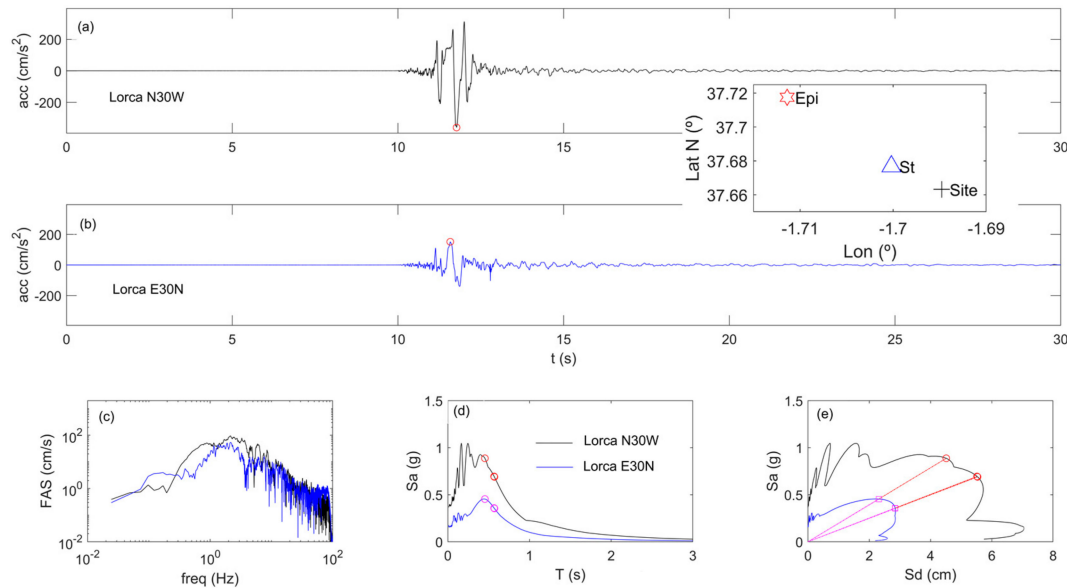 (a)
acc (cm/s²)
200
0
-200
Lorca N30W
0 5 10 15 30
37.72
37.7
37.68
37.66
Lat N (º)
Epi
St
Site
-1.71 -1.7 -1.69
Lon (º)
(b)
acc (cm/s²)
200
0
-200
Lorca E30N
0 5 10 15 20 25 30
t (s)
(c)
FAS (cm/s)
10²
10⁰
10⁻²
10⁻² 10⁰ 10²
freq (Hz)
(d)
Sa (g)
1.5
1
0.5
0
Lorca N30W
Lorca E30N
0 1 2 3
T (s)
(e)
Sa (g)
1.5
1
0.5
0
0 2 4 6 8
Sd (cm)